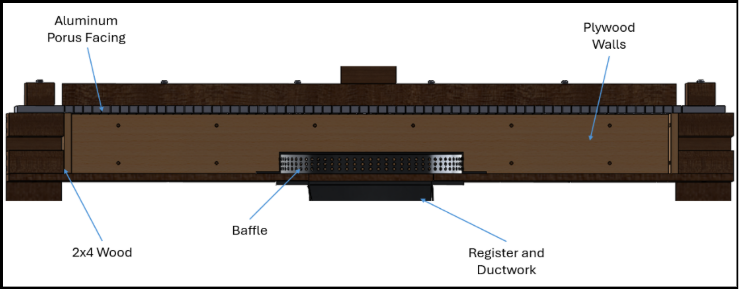 Aluminum
Porus Facing
Plywood
Walls
Baffle
2x4 Wood
Register and
Ductwork